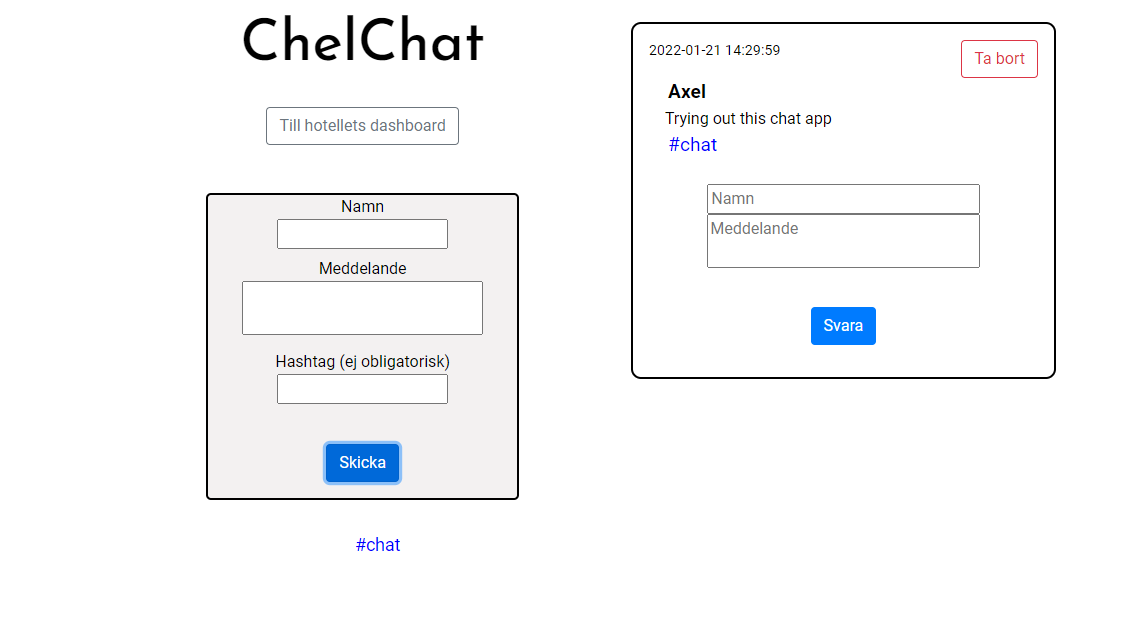 ChelChat
Till hotellets dashboard
Namn
Meddelande
Hashtag (ej obligatorisk)
Skicka
#chat
2022-01-21 14:29:59
Ta bort
Axel
Trying out this chat app
#chat
Namn
Meddelande
Svara